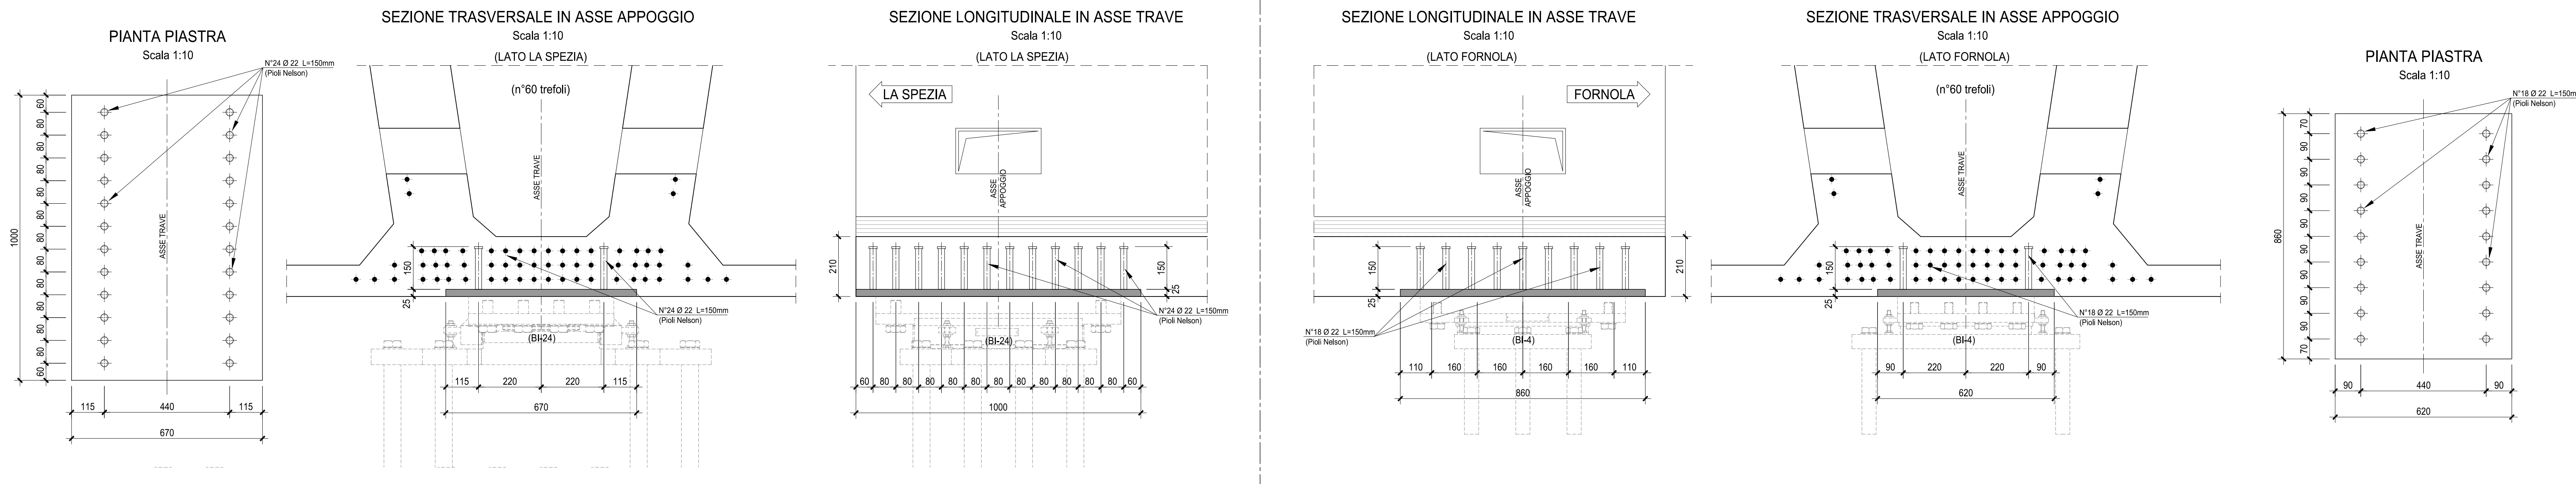 PIANTA PIASTRA
Scala 1:10
N°24 Ø 22 L=150mm
(Pioli Nelson)
60
80
80
80
80
80
80
80
80
80
80
80
60
1000
ASSE TRAVE
115
440
115
670
SEZIONE TRASVERSALE IN ASSE APPOGGIO
Scala 1:10
(LATO LA SPEZIA)
(n°60 trefoli)
ASSE TRAVE
150
25
N°24 Ø 22 L=150mm
(Pioli Nelson)
(BI-24)
115
220
220
115
670
SEZIONE LONGITUDINALE IN ASSE TRAVE
Scala 1:10
(LATO LA SPEZIA)
LA SPEZIA
ASSE
APPOGGIO
210
150
25
N°24 Ø 22 L=150mm
(Pioli Nelson)
(BI-24)
60
80
80
80
80
80
80
80
80
80
80
80
60
1000
SEZIONE LONGITUDINALE IN ASSE TRAVE
Scala 1:10
(LATO FORNOLA)
FORNOLA
ASSE
APPOGGIO
150
210
25
N°18 Ø 22 L=150mm
(Pioli Nelson)
(BI-4)
110
160
160
160
160
110
860
SEZIONE TRASVERSALE IN ASSE APPOGGIO
Scala 1:10
(LATO FORNOLA)
(n°60 trefoli)
ASSE TRAVE
150
25
N°18 Ø 22 L=150mm
(Pioli Nelson)
(BI-4)
90
220
220
90
620
PIANTA PIASTRA
Scala 1:10
N°18 Ø 22 L=150m
(Pioli Nelson)
70
90
90
90
90
90
90
90
90
70
860
ASSE TRAVE
90
440
90
620